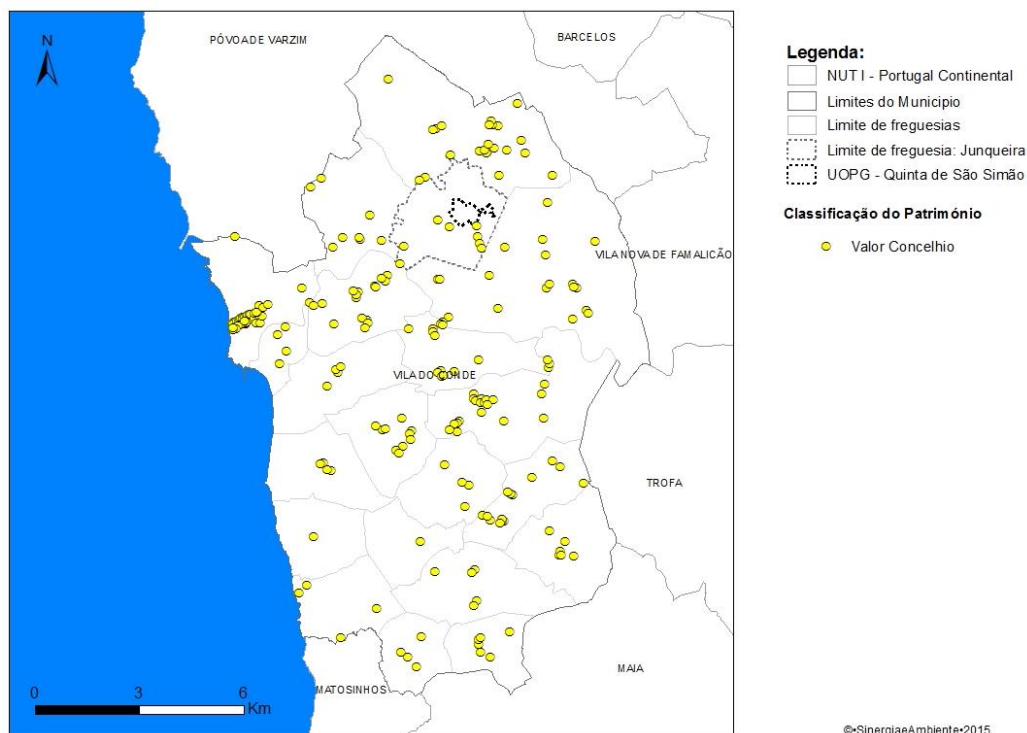 N
PÓVOA DE VARZIM
BARCELOS
VILA NOVA DE FAMALICÃO
VILA DO CONDE
TROFA
MAIA
MATOSINHOS
0 3 6
Km
Legenda:
NUT I - Portugal Continental
Limites do Municipio
Limite de freguesias
Limite de freguesia: Junqueira
UOPG - Quinta de São Simão
Classificação do Património
Valor Concelhio
©•SinergiaeAmbiente•2015